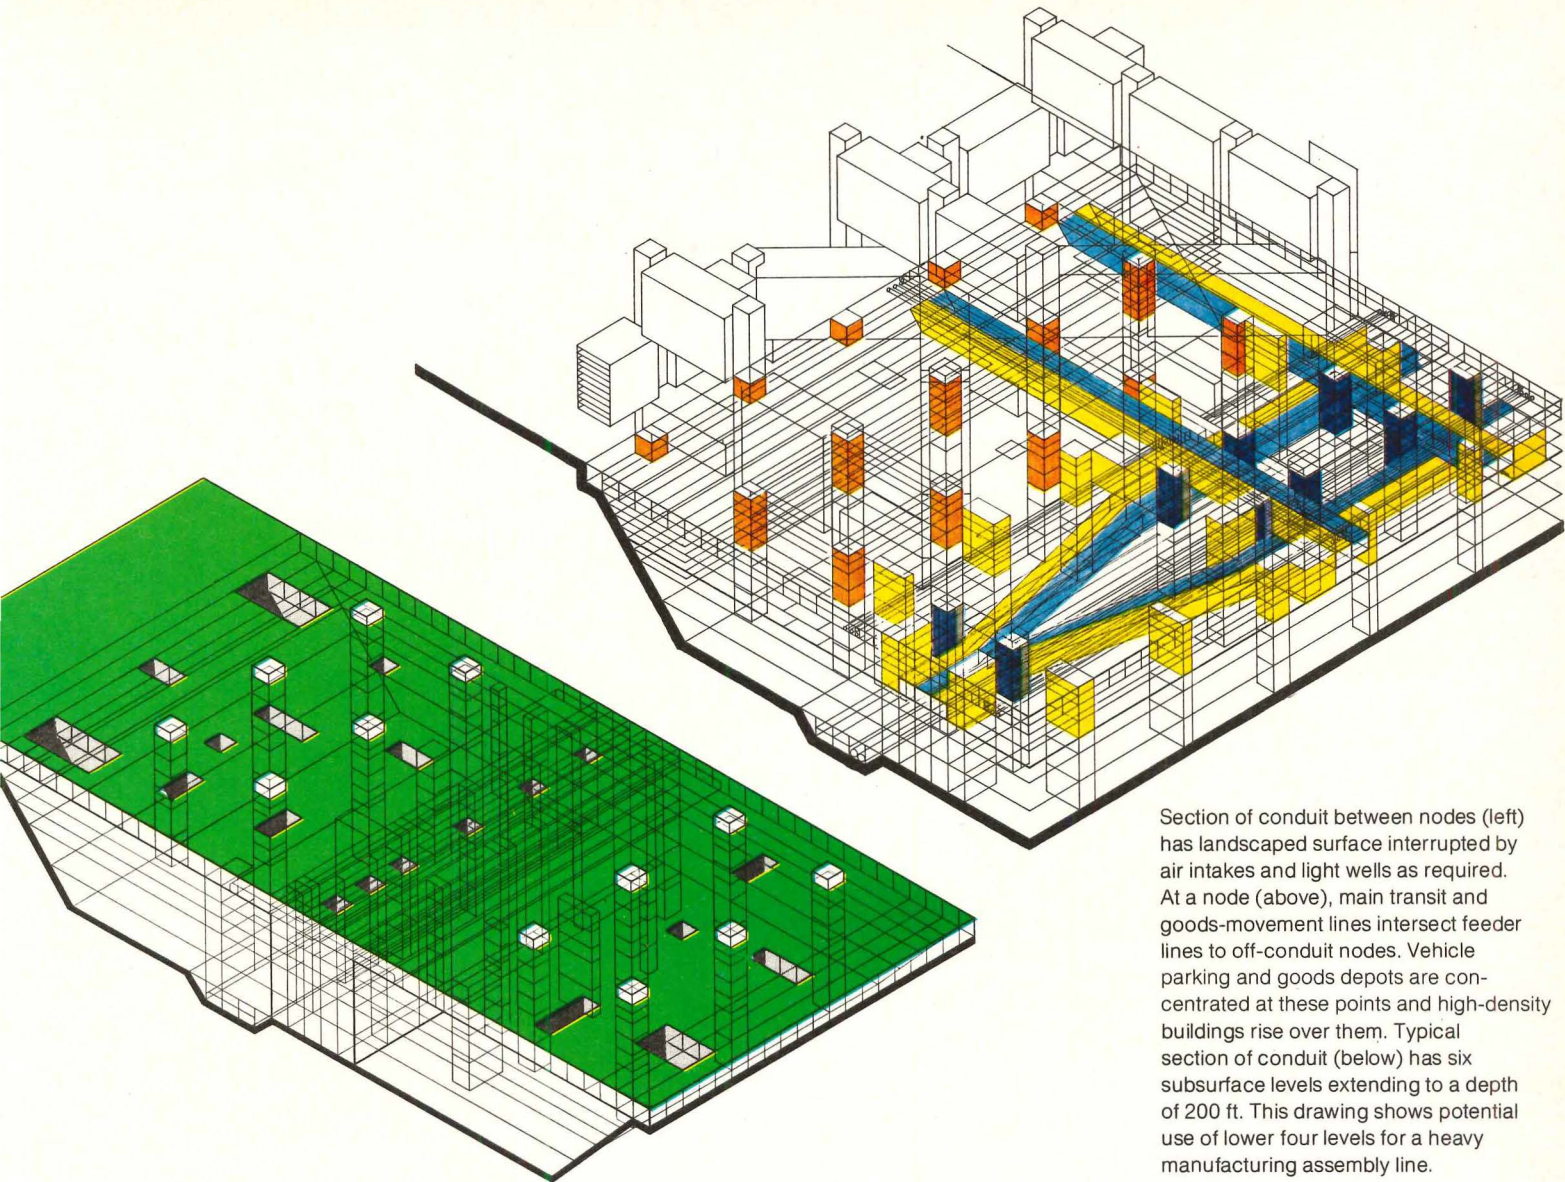 Section of conduit between nodes (left)
has landscaped surface interrupted by
air intakes and light wells as required.
At a node (above), main transit and
goods-movement lines intersect feeder
lines to off-conduit nodes. Vehicle
parking and goods depots are con-
centrated at these points and high-density
buildings rise over them. Typical
section of conduit (below) has six
subsurface levels extending to a depth
of 200 ft. This drawing shows potential
use of lower four levels for a heavy
manufacturing assembly line.